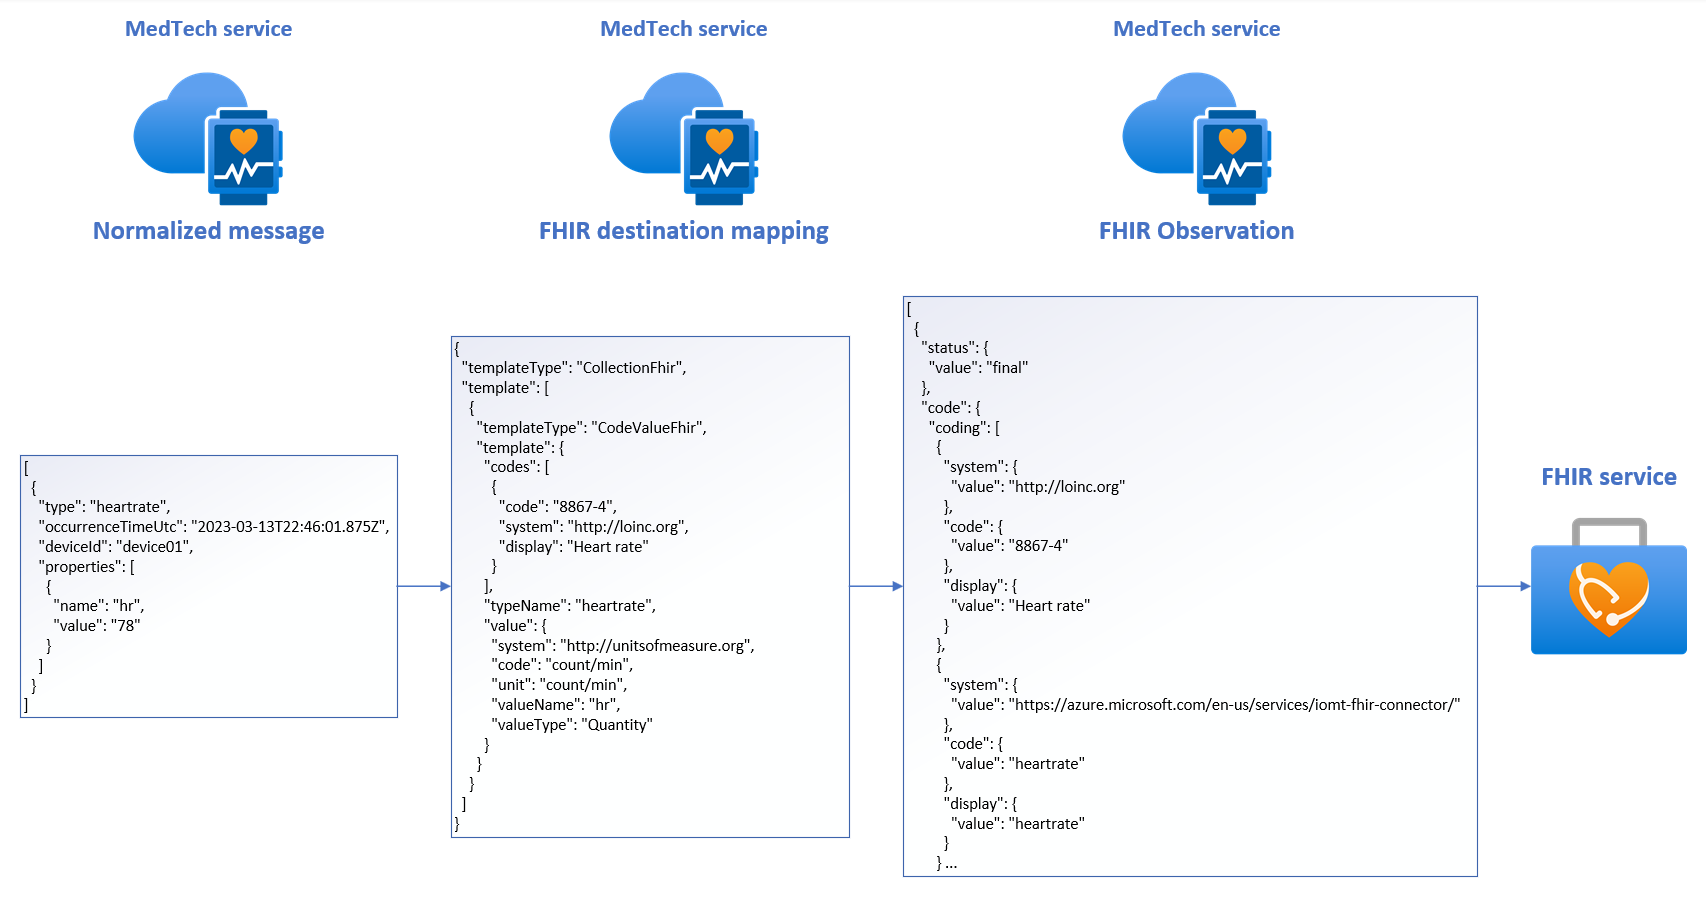 MedTech service
Normalized message
[
{
"type": "heartrate",
"occurrenceTimeUtc": "2023-03-13T22:46:01.875Z",
"deviceId": "device01",
"properties": [
{
"name": "hr",
"value": "78"
}
]
}
]
MedTech service
FHIR destination mapping
{
"templateType": "CollectionFhir",
"template": [
{
"templateType": "CodeValueFhir",
"template": {
"codes": [
{
"code": "8867-4",
"system": "http://loinc.org",
"display": "Heart rate"
}
],
"typeName": "heartrate",
"value": {
"system": "http://unitsofmeasure.org",
"code": "count/min",
"unit": "count/min",
"valueName": "hr",
"valueType": "Quantity"
}
}
}
]
}
MedTech service
FHIR Observation
[
{
"status": {
"value": "final"
},
"code": {
"coding": [
{
"system": {
"value": "http://loinc.org"
},
"code": {
"value": "8867-4"
},
"display": {
"value": "Heart rate"
}
},
{
"system": {
"value": "https://azure.microsoft.com/en-us/services/iomt-fhir-connector/"
},
"code": {
"value": "heartrate"
},
"display": {
"value": "heartrate"
}
} ...
FHIR service